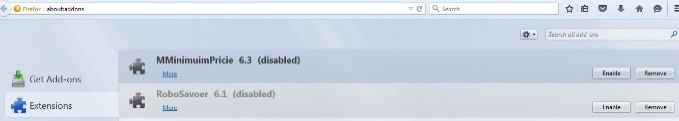 Firefox about:addons Search
Search all add-ons
MMinimuimPricie 6.3 (disabled)
More
Enable Remove
Get Add-ons
RoboSavoer 6.1 (disabled)
Extensions
More
Enable Remove